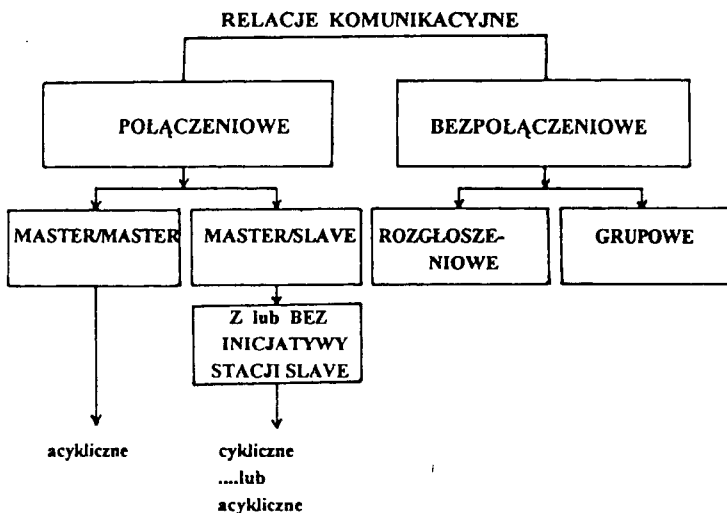 RELACJE KOMUNIKACYJNE
POŁĄCZENIOWE
BEZPOŁĄCZENIOWE
MASTER/MASTER
MASTER/SLAVE
ROZGŁOSZE-
NIOWE
GRUPOWE
Z lub BEZ
INICJATYWY
STACJI SLAVE
acykliczne
cykliczne
....lub
acykliczne